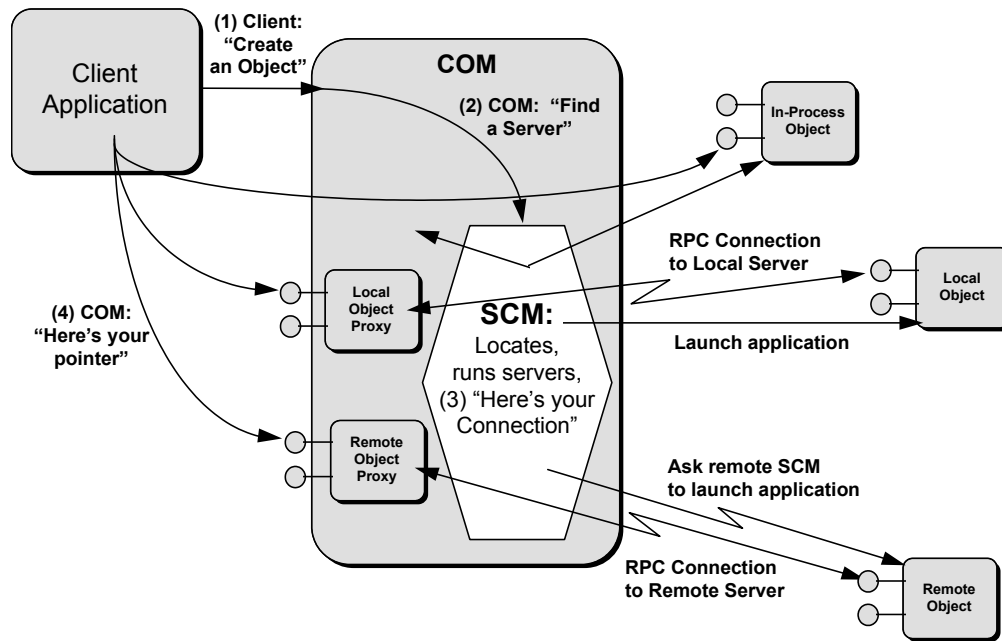 (1) Client:
“Create
an Object”
Client
Application
COM
(2) COM: “Find
a Server”
In-Process
Object
RPC Connection
to Local Server
Local
Object
Proxy
Local
Object
(4) COM:
“Here’s your
pointer”
SCM:
Locates,
runs servers,
(3) “Here’s your
Connection”
Launch application
Remote
Object
Proxy
Ask remote SCM
to launch application
RPC Connection
to Remote Server
Remote
Object